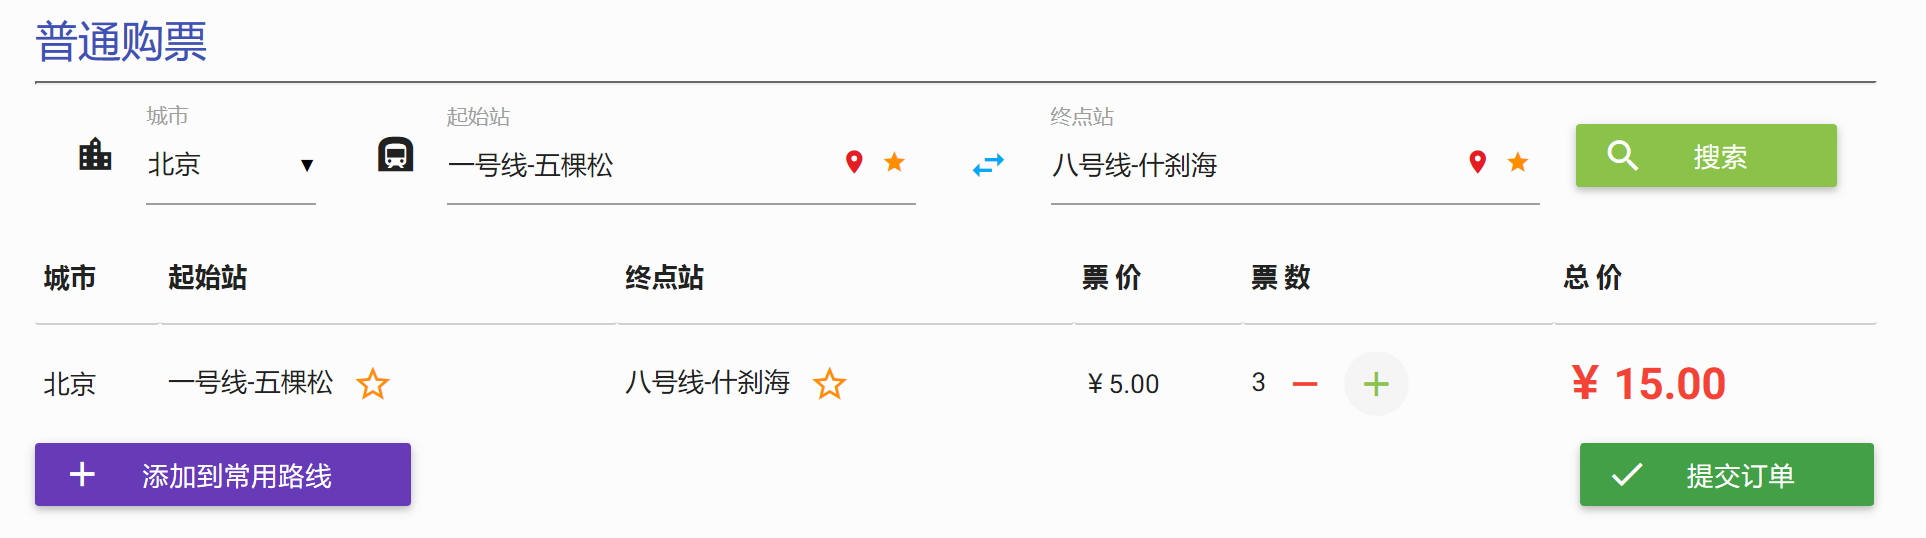 普通购票
城市 起始站 终点站
北京 一号线-五棵松 八号线-什刹海 搜索
城市 起始站 终点站 票 价 票 数 总 价
北京 一号线-五棵松 八号线-什刹海 ¥ 5.00 3 ¥ 15.00
添加到常用路线 提交订单